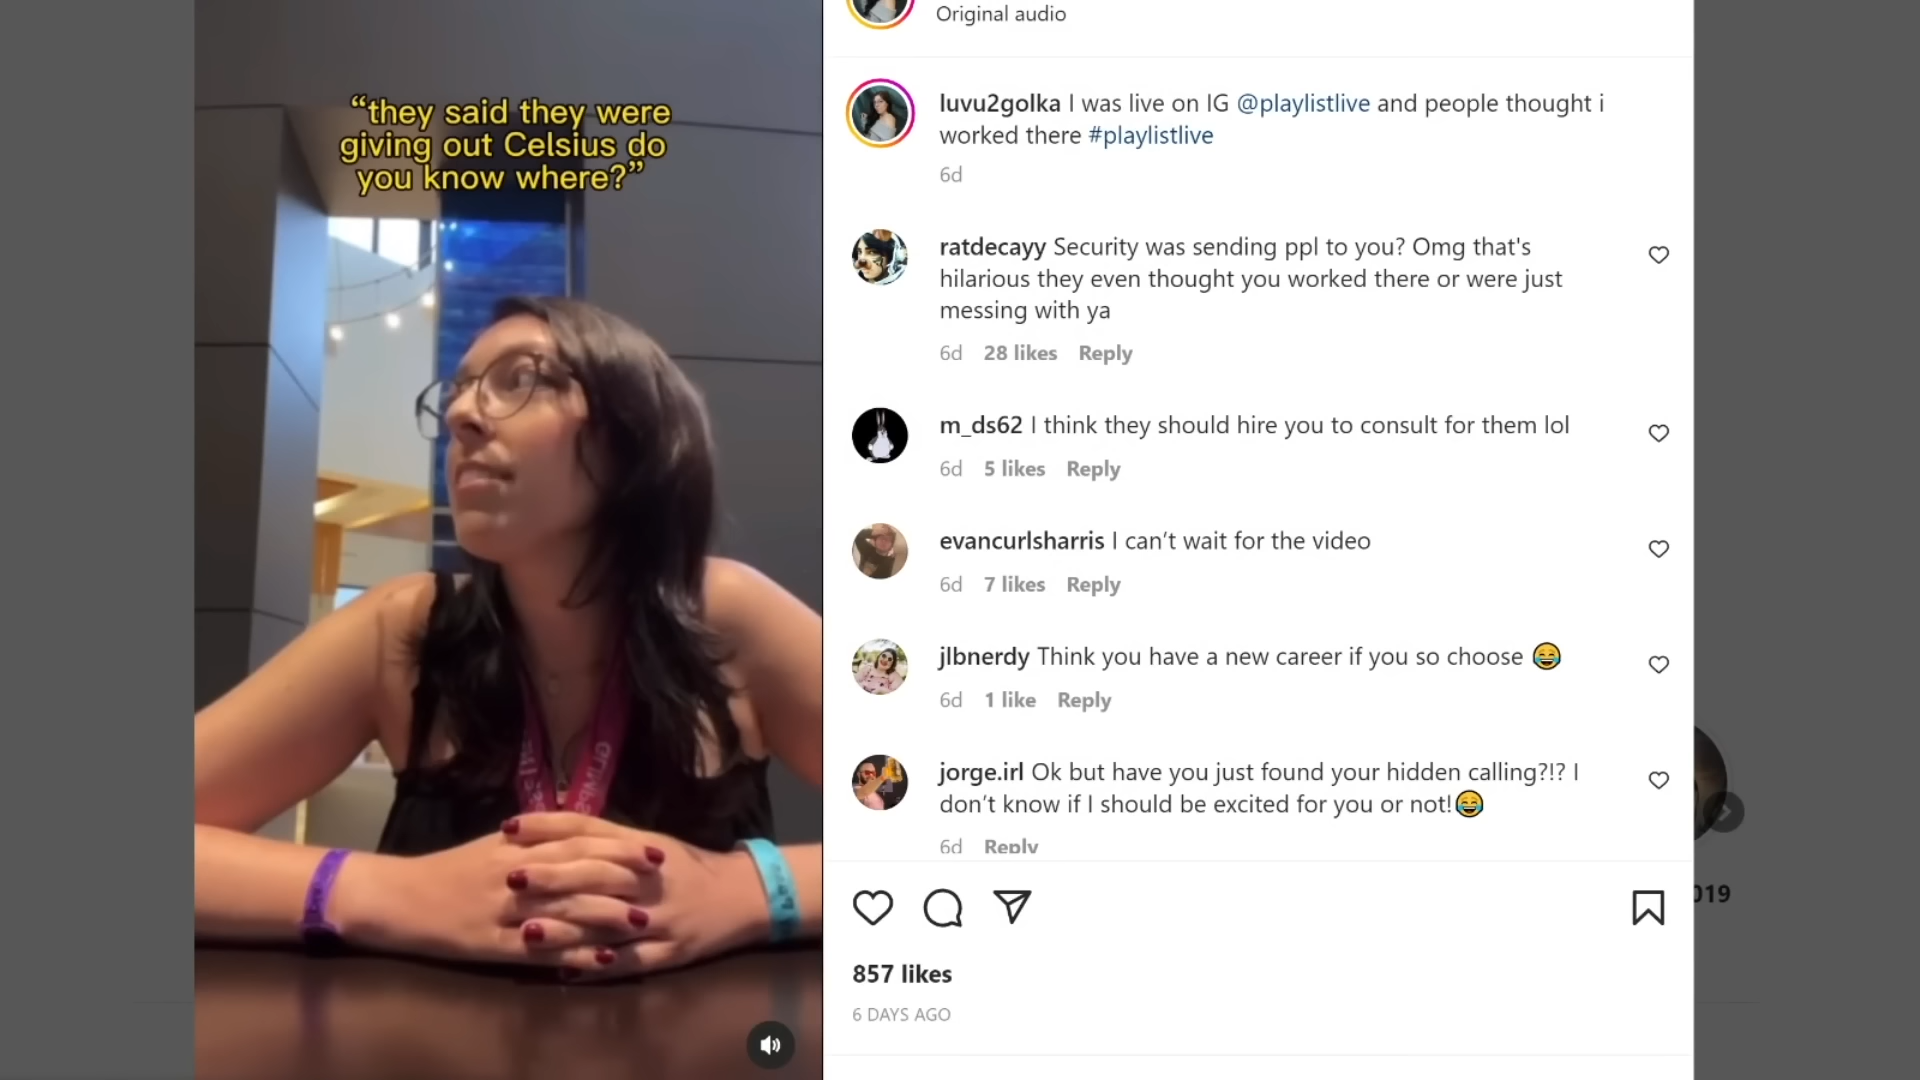 “they said they were
giving out Celsius do
you know where?”
Original audio
luvu2golka I was live on IG @playlistlive and people thought i
worked there #playlistlive
6d
ratdecayy Security was sending ppl to you? Omg that's
hilarious they even thought you worked there or were just
messing with ya
6d 28 likes Reply
m_ds62 I think they should hire you to consult for them lol
6d 5 likes Reply
evancurlsharris I can’t wait for the video
6d 7 likes Reply
jlbnerdy Think you have a new career if you so choose 😂
6d 1 like Reply
jorge.irl Ok but have you just found your hidden calling?!? I
don’t know if I should be excited for you or not!😂
6d Reply
857 likes
6 DAYS AGO
019